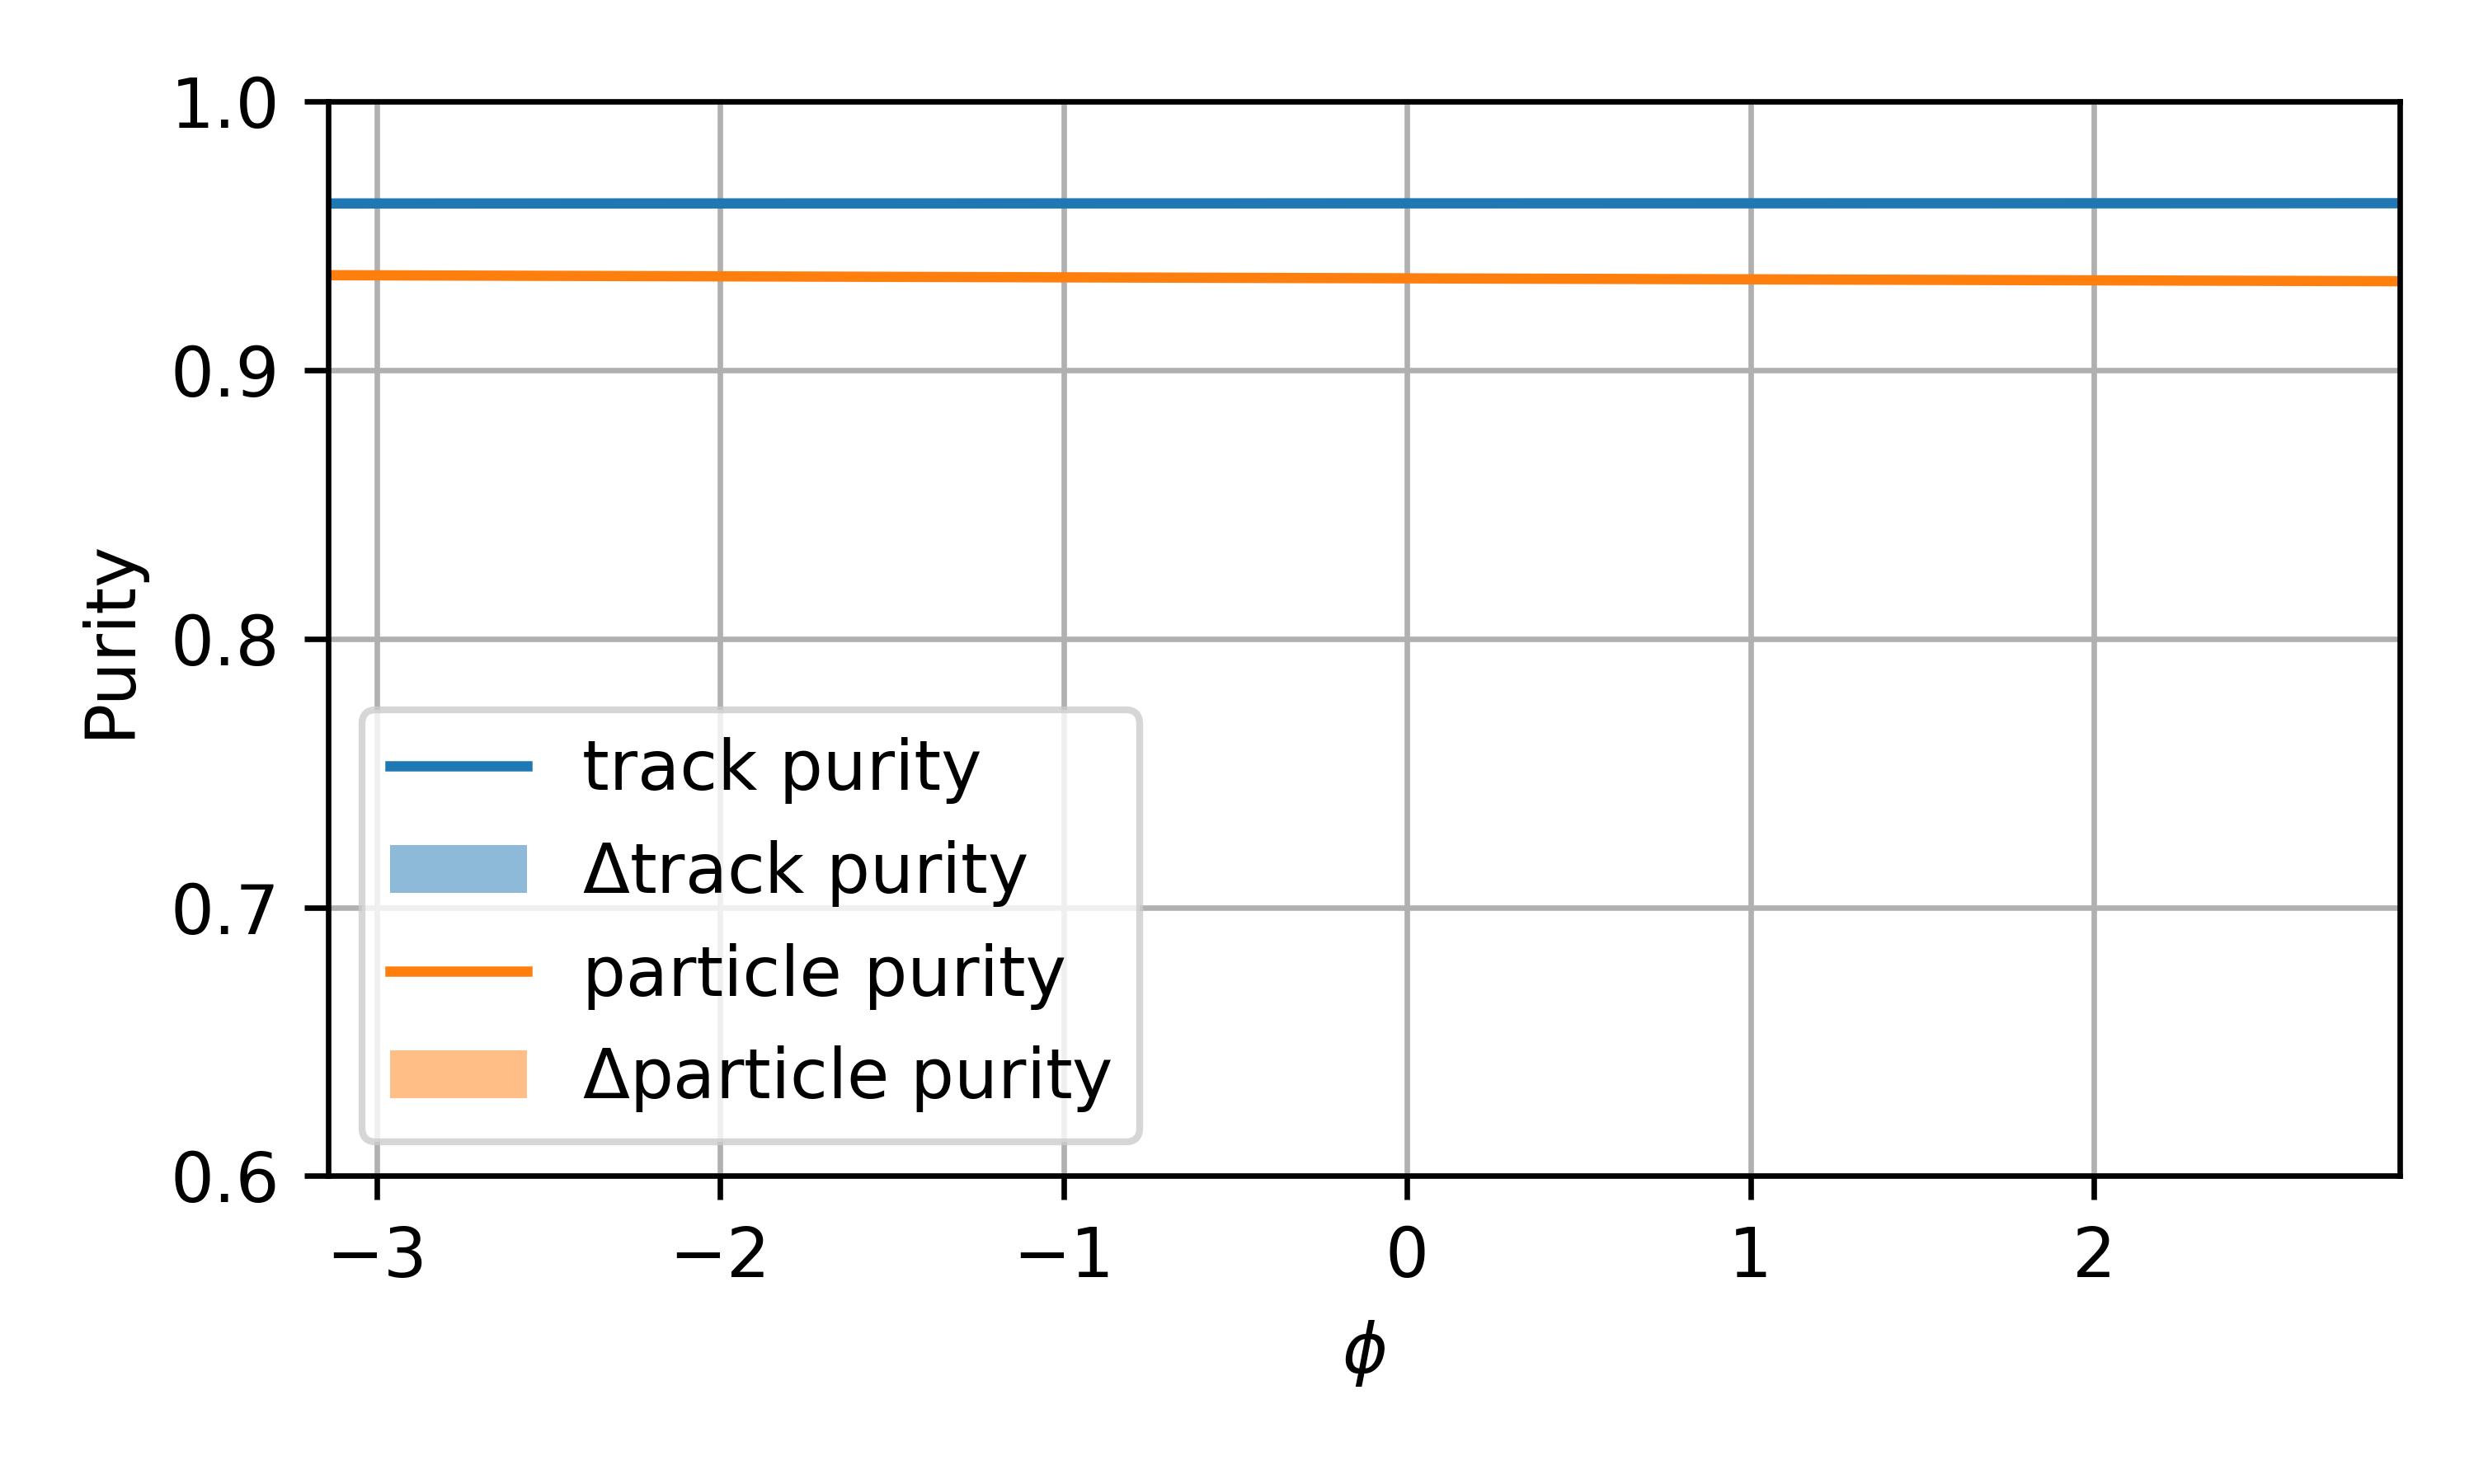 1.0
0.9
0.8
0.7
0.6
Purity
track purity
Δtrack purity
particle purity
Δparticle purity
−3 −2 −1 0 1 2
ϕ